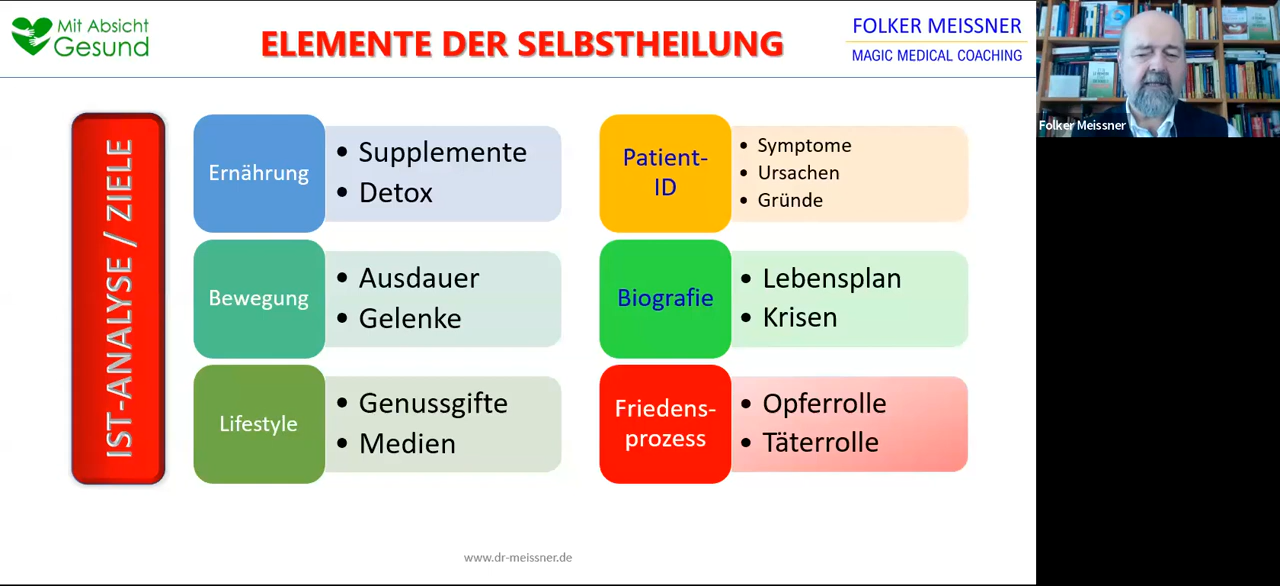 Mit Absicht
Gesund
ELEMENTE DER SELBSTHEILUNG
FOLKER MEISSNER
MAGIC MEDICAL COACHING
Folker Meissner
IST-ANALYSE / ZIELE
Ernährung
• Supplemente
• Detox
Bewegung
• Ausdauer
• Gelenke
Lifestyle
• Genussgifte
• Medien
Patient-
ID
• Symptome
• Ursachen
• Gründe
Biografie
• Lebensplan
• Krisen
Friedens-
prozess
• Opferrolle
• Täterrolle
www.dr-meissner.de